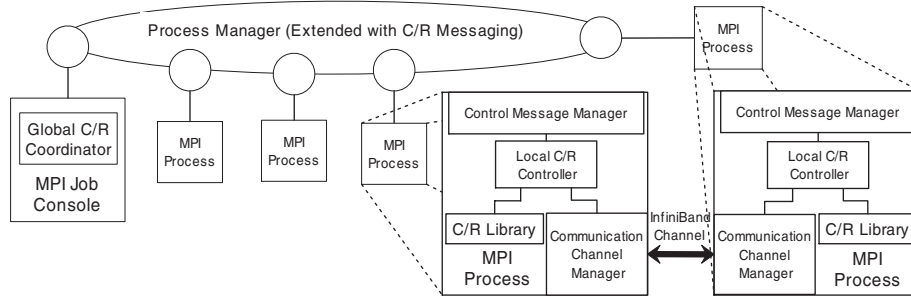 Process Manager (Extended with C/R Messaging)
MPI
Process
Global C/R
Coordinator
MPI Job
Console
MPI
Process
MPI
Process
MPI
Process
Control Message Manager
Local C/R
Controller
C/R Library
MPI
Process
Communication
Channel
Manager
InfiniBand
Channel
Control Message Manager
Local C/R
Controller
Communication
Channel
Manager
C/R Library
MPI
Process